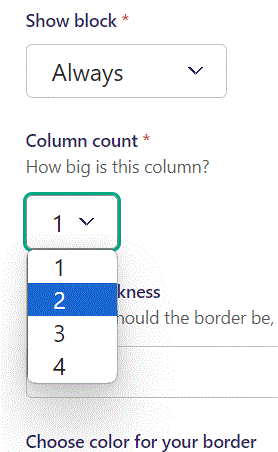 Show block *
Always
Column count *
How big is this column?
1
1
2
3
4
kness
hould the border be,
Choose color for your border